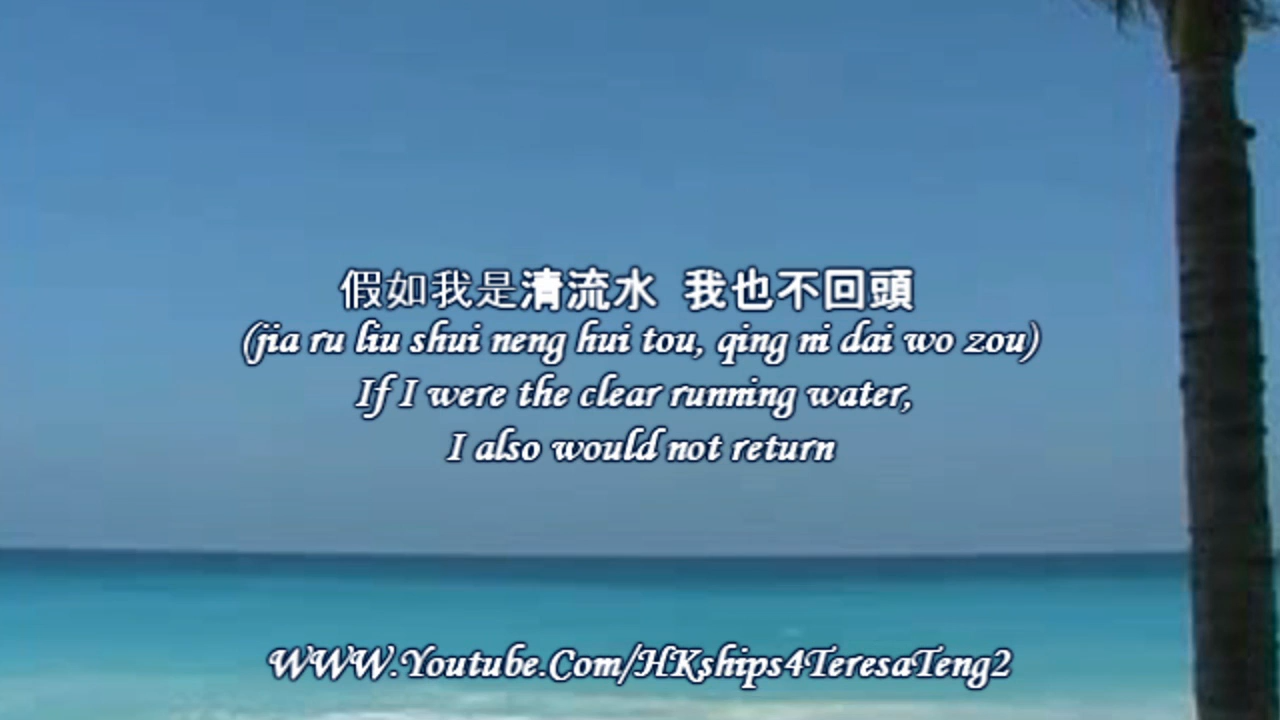 假如我是清流水 我也不回頭
(jia ru liu shui neng hui tou, qing ni dai wo zou)
If I were the clear running water,
I also would not return
WWW.Youtube.Com/HKships4TeresaTeng2